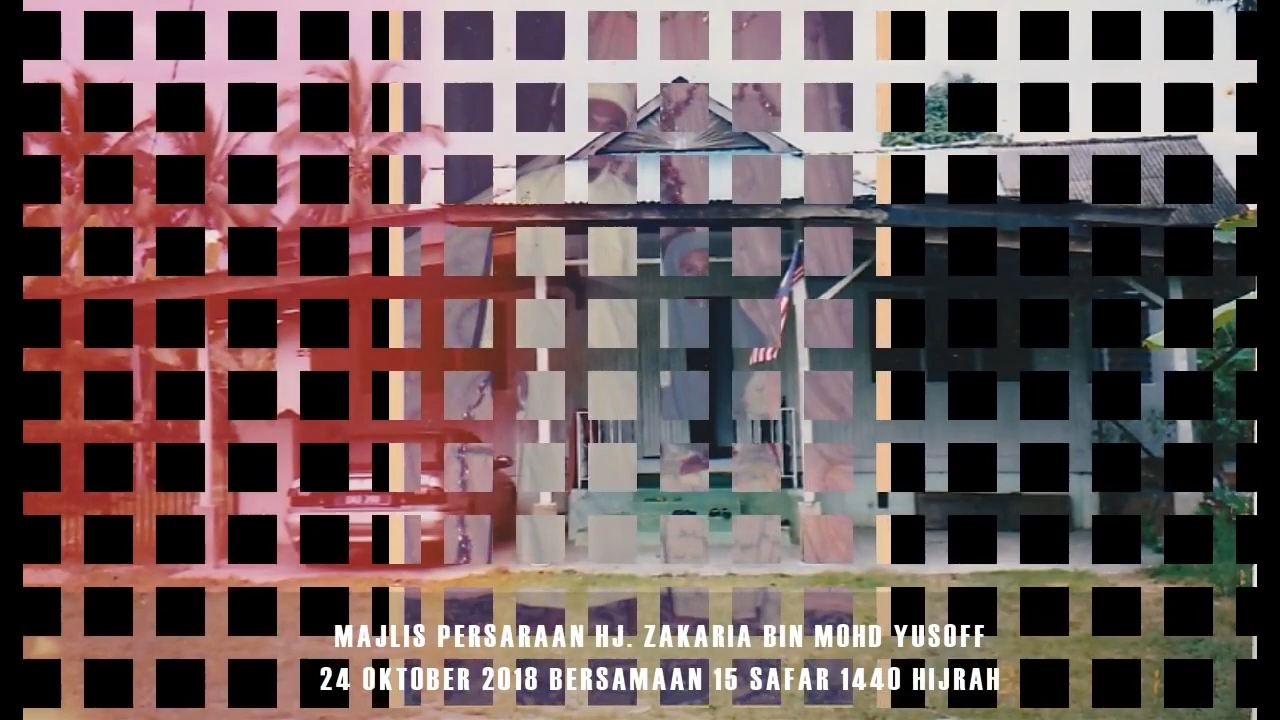 MAJLIS PERSARAAN HJ. ZAKARIA BIN MOHD YUSOFF
24 OKTOBER 2018 BERSAMAAN 15 SAFAR 1440 HIJRAH